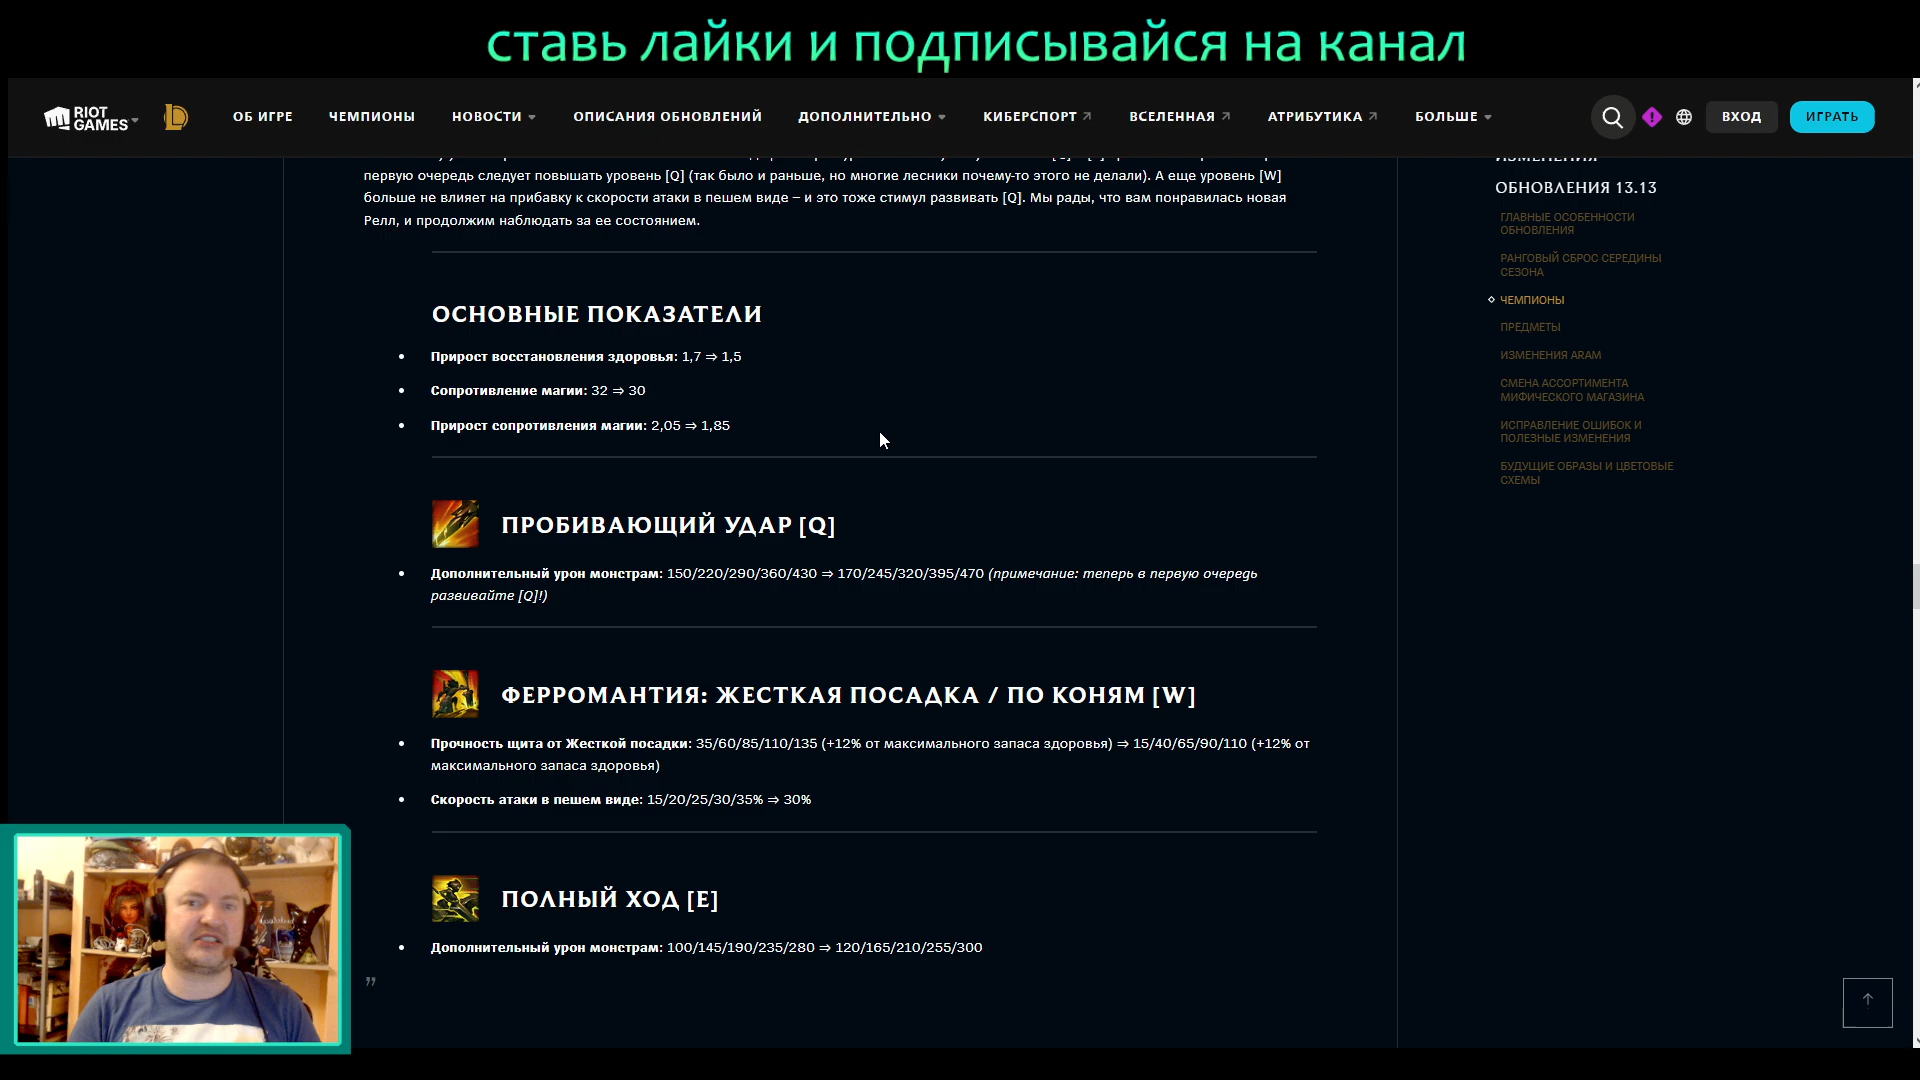 ставь лайки и подписывайся на канал
RIOT GAMES
ОБ ИГРЕ ЧЕМПИОНЫ НОВОСТИ ОПИСАНИЯ ОБНОВЛЕНИЙ ДОПОЛНИТЕЛЬНО КИБЕРСПОРТ ВСЕЛЕННАЯ АТРИБУТИКА БОЛЬШЕ ВХОД ИГРАТЬ
первую очередь следует повышать уровень [Q] (так было и раньше, но многие лесники почему-то этого не делали). А еще уровень [W]
больше не влияет на прибавку к скорости атаки в пешем виде – и это тоже стимул развивать [Q]. Мы рады, что вам понравилась новая
Релл, и продолжим наблюдать за ее состоянием.
ОСНОВНЫЕ ПОКАЗАТЕЛИ
• Прирост восстановления здоровья: 1,7 ⇒ 1,5
• Сопротивление магии: 32 ⇒ 30
• Прирост сопротивления магии: 2,05 ⇒ 1,85
ПРОБИВАЮЩИЙ УДАР [Q]
• Дополнительный урон монстрам: 150/220/290/360/430 ⇒ 170/245/320/395/470 (примечание: теперь в первую очередь
развивайте [Q]!)
ФЕРРОМАНТИЯ: ЖЕСТКАЯ ПОСАДКА / ПО КОНЯМ [W]
• Прочность щита от Жесткой посадки: 35/60/85/110/135 (+12% от максимального запаса здоровья) ⇒ 15/40/65/90/110 (+12% от
максимального запаса здоровья)
• Скорость атаки в пешем виде: 15/20/25/30/35% ⇒ 30%
ПОЛНЫЙ ХОД [E]
• Дополнительный урон монстрам: 100/145/190/235/280 ⇒ 120/165/210/255/300
”
ИЗМЕНЕНИЯ
ОБНОВЛЕНИЯ 13.13
ГЛАВНЫЕ ОСОБЕННОСТИ
ОБНОВЛЕНИЯ
РАНГОВЫЙ СБРОС СЕРЕДИНЫ
СЕЗОНА
ЧЕМПИОНЫ
ПРЕДМЕТЫ
ИЗМЕНЕНИЯ ARAM
СМЕНА АССОРТИМЕНТА
МИФИЧЕСКОГО МАГАЗИНА
ИСПРАВЛЕНИЕ ОШИБОК И
ПОЛЕЗНЫЕ ИЗМЕНЕНИЯ
БУДУЩИЕ ОБРАЗЫ И ЦВЕТОВЫЕ
СХЕМЫ